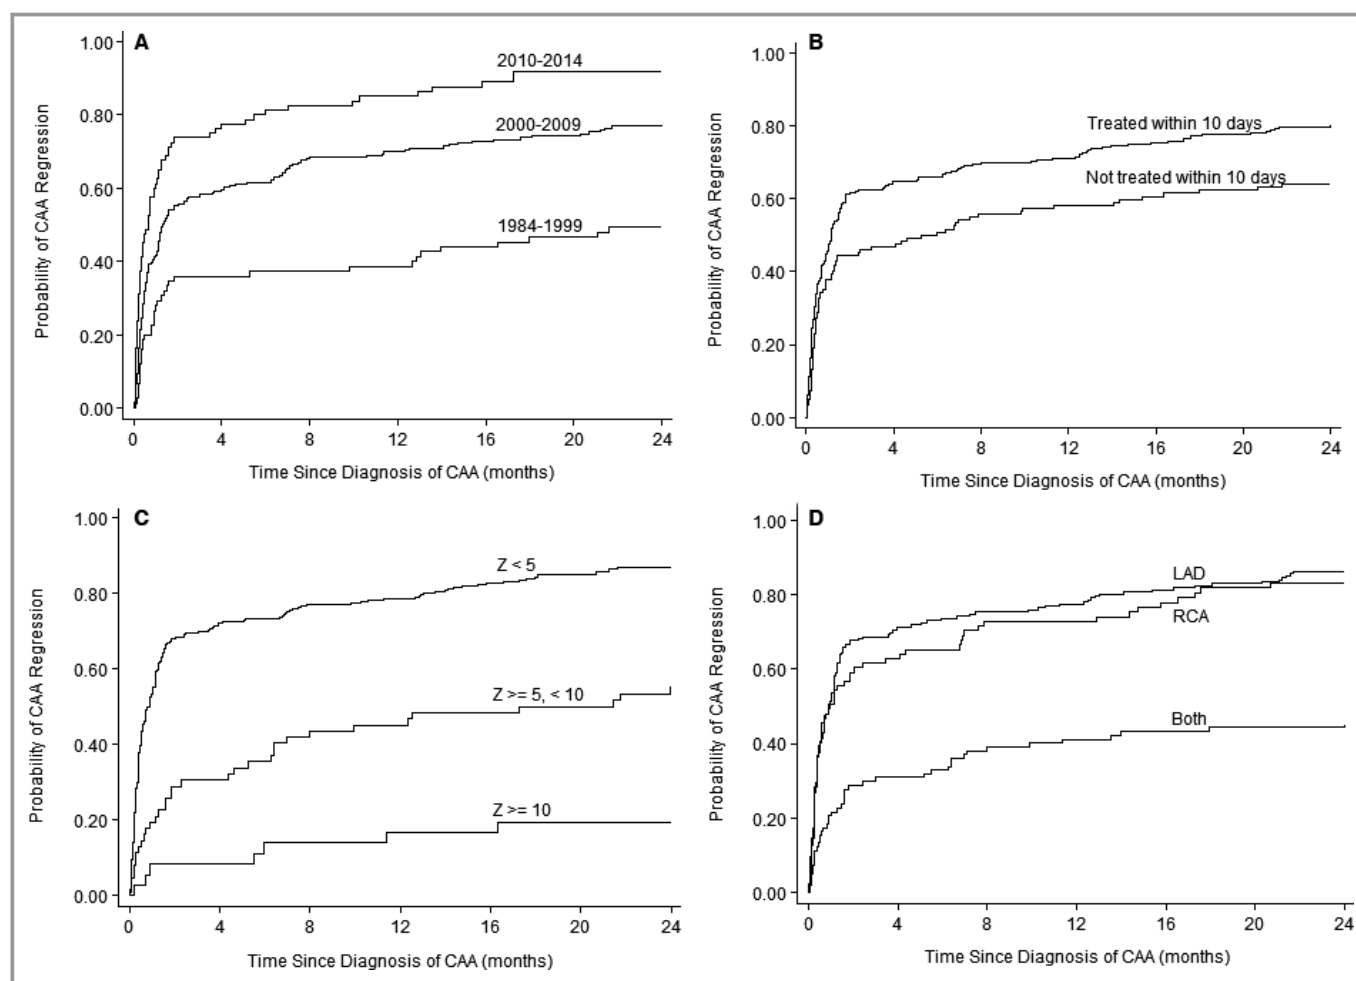 A
1.00
0.80
0.60
0.40
0.20
0.00
Probability of CAA Regression
2010-2014
2000-2009
1984-1999
0 4 8 12 16 20 24
Time Since Diagnosis of CAA (months)
B
1.00
0.80
0.60
0.40
0.20
0.00
Probability of CAA Regression
Treated within 10 days
Not treated within 10 days
0 4 8 12 16 20 24
Time Since Diagnosis of CAA (months)
C
1.00
0.80
0.60
0.40
0.20
0.00
Probability of CAA Regression
Z < 5
Z >= 5, < 10
Z >= 10
0 4 8 12 16 20 24
Time Since Diagnosis of CAA (months)
D
1.00
0.80
0.60
0.40
0.20
0.00
Probability of CAA Regression
LAD
RCA
Both
0 4 8 12 16 20 24
Time Since Diagnosis of CAA (months)